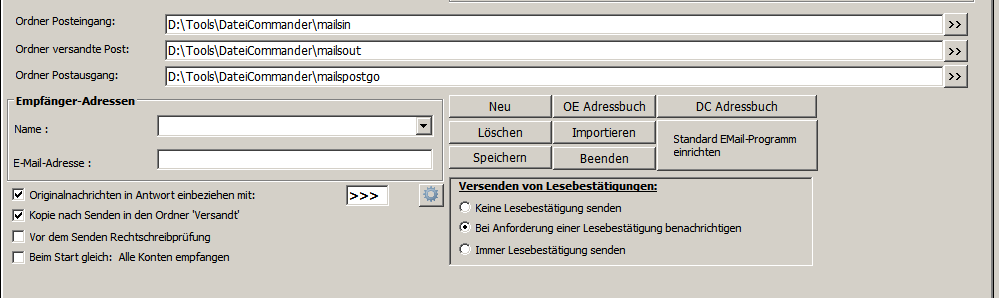 Ordner Posteingang:
D:\Tools\DateiCommander\mailsin
>>
Ordner versandte Post:
D:\Tools\DateiCommander\mailsout
>>
Ordner Postausgang:
D:\Tools\DateiCommander\mailspostgo
>>
Empfänger-Adressen
Name :
E-Mail-Adresse :
Neu
OE Adressbuch
DC Adressbuch
Löschen
Importieren
Standard EMail-Programm
einrichten
Speichern
Beenden
Originalnachrichten in Antwort einbeziehen mit:
>>>
Kopie nach Senden in den Ordner 'Versandt'
Vor dem Senden Rechtschreibprüfung
Beim Start gleich: Alle Konten empfangen
Versenden von Lesebestätigungen:
Keine Lesebestätigung senden
Bei Anforderung einer Lesebestätigung benachrichtigen
Immer Lesebestätigung senden